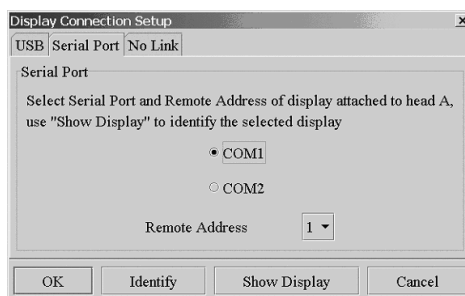 Display Connection Setup
USB Serial Port No Link
Serial Port
Select Serial Port and Remote Address of display attached to head A,
use "Show Display" to identify the selected display
COM1
COM2
Remote Address 1
OK Identify Show Display Cancel